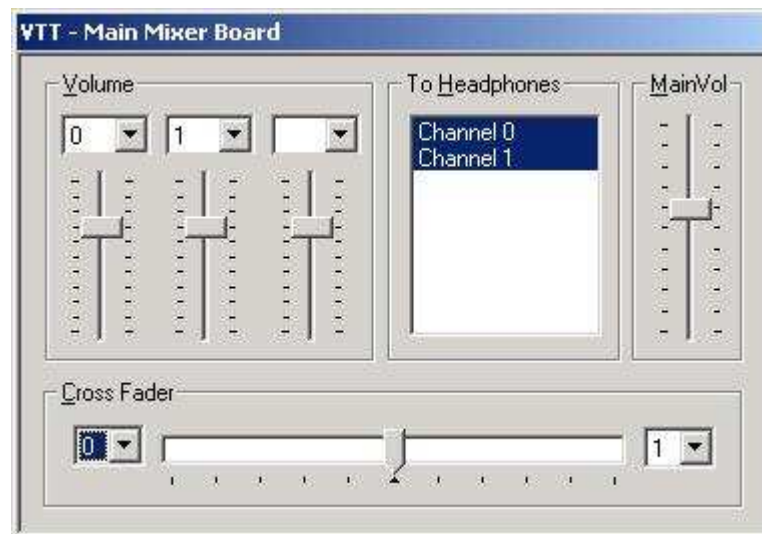 VTT - Main Mixer Board
Volume
To Headphones
MainVol
0
1
Channel 0
Channel 1
Cross Fader
0
1